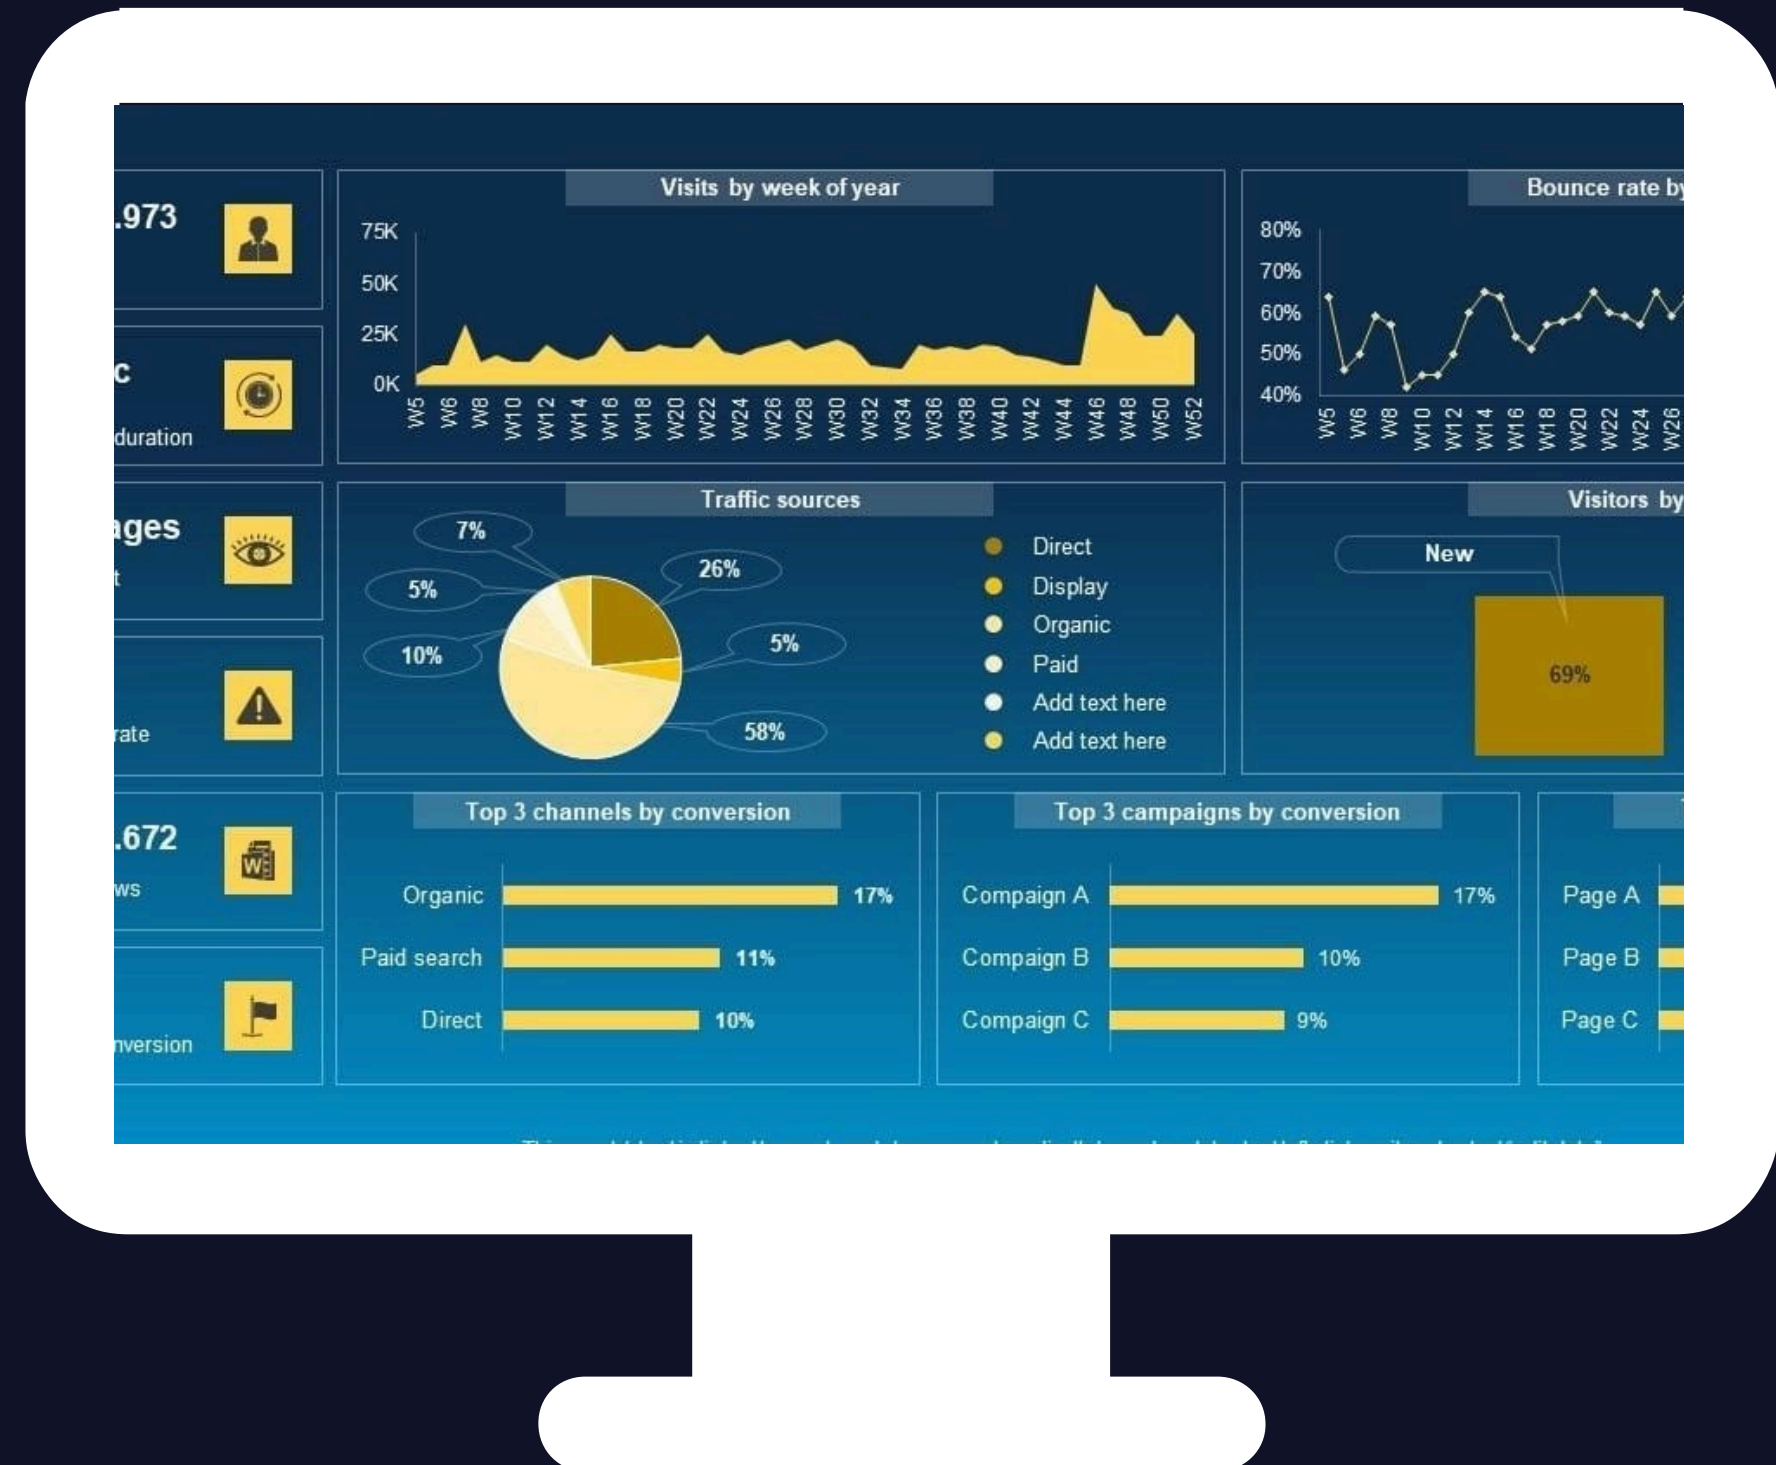 .973
c
duration
ages
t
rate
.672
ws
nversion
Visits by week of year
75K
50K
25K
0K
W5 W6 W8 W10 W12 W14 W16 W18 W20 W22 W24 W26 W28 W30 W32 W34 W36 W38 W40 W42 W44 W46 W48 W50 W52
Bounce rate by
80%
70%
60%
50%
40%
W5 W6 W8 W10 W12 W14 W16 W18 W20 W22 W24 W26
Traffic sources
7%
26%
5%
5%
10%
58%
Direct
Display
Organic
Paid
Add text here
Add text here
Visitors by
New
69%
Top 3 channels by conversion
Organic 17%
Paid search 11%
Direct 10%
Top 3 campaigns by conversion
Compaign A 17%
Compaign B 10%
Compaign C 9%
Page A
Page B
Page C